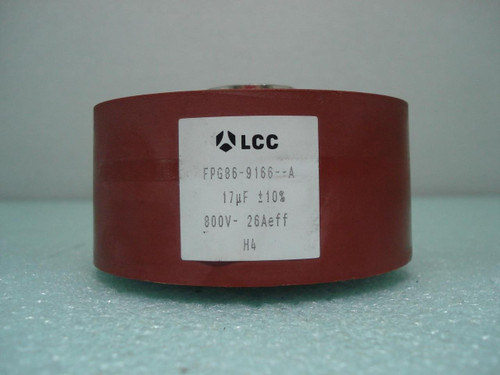 LCC
FPG86-9166--A
17µF ±10%
800V- 26Aeff
H4